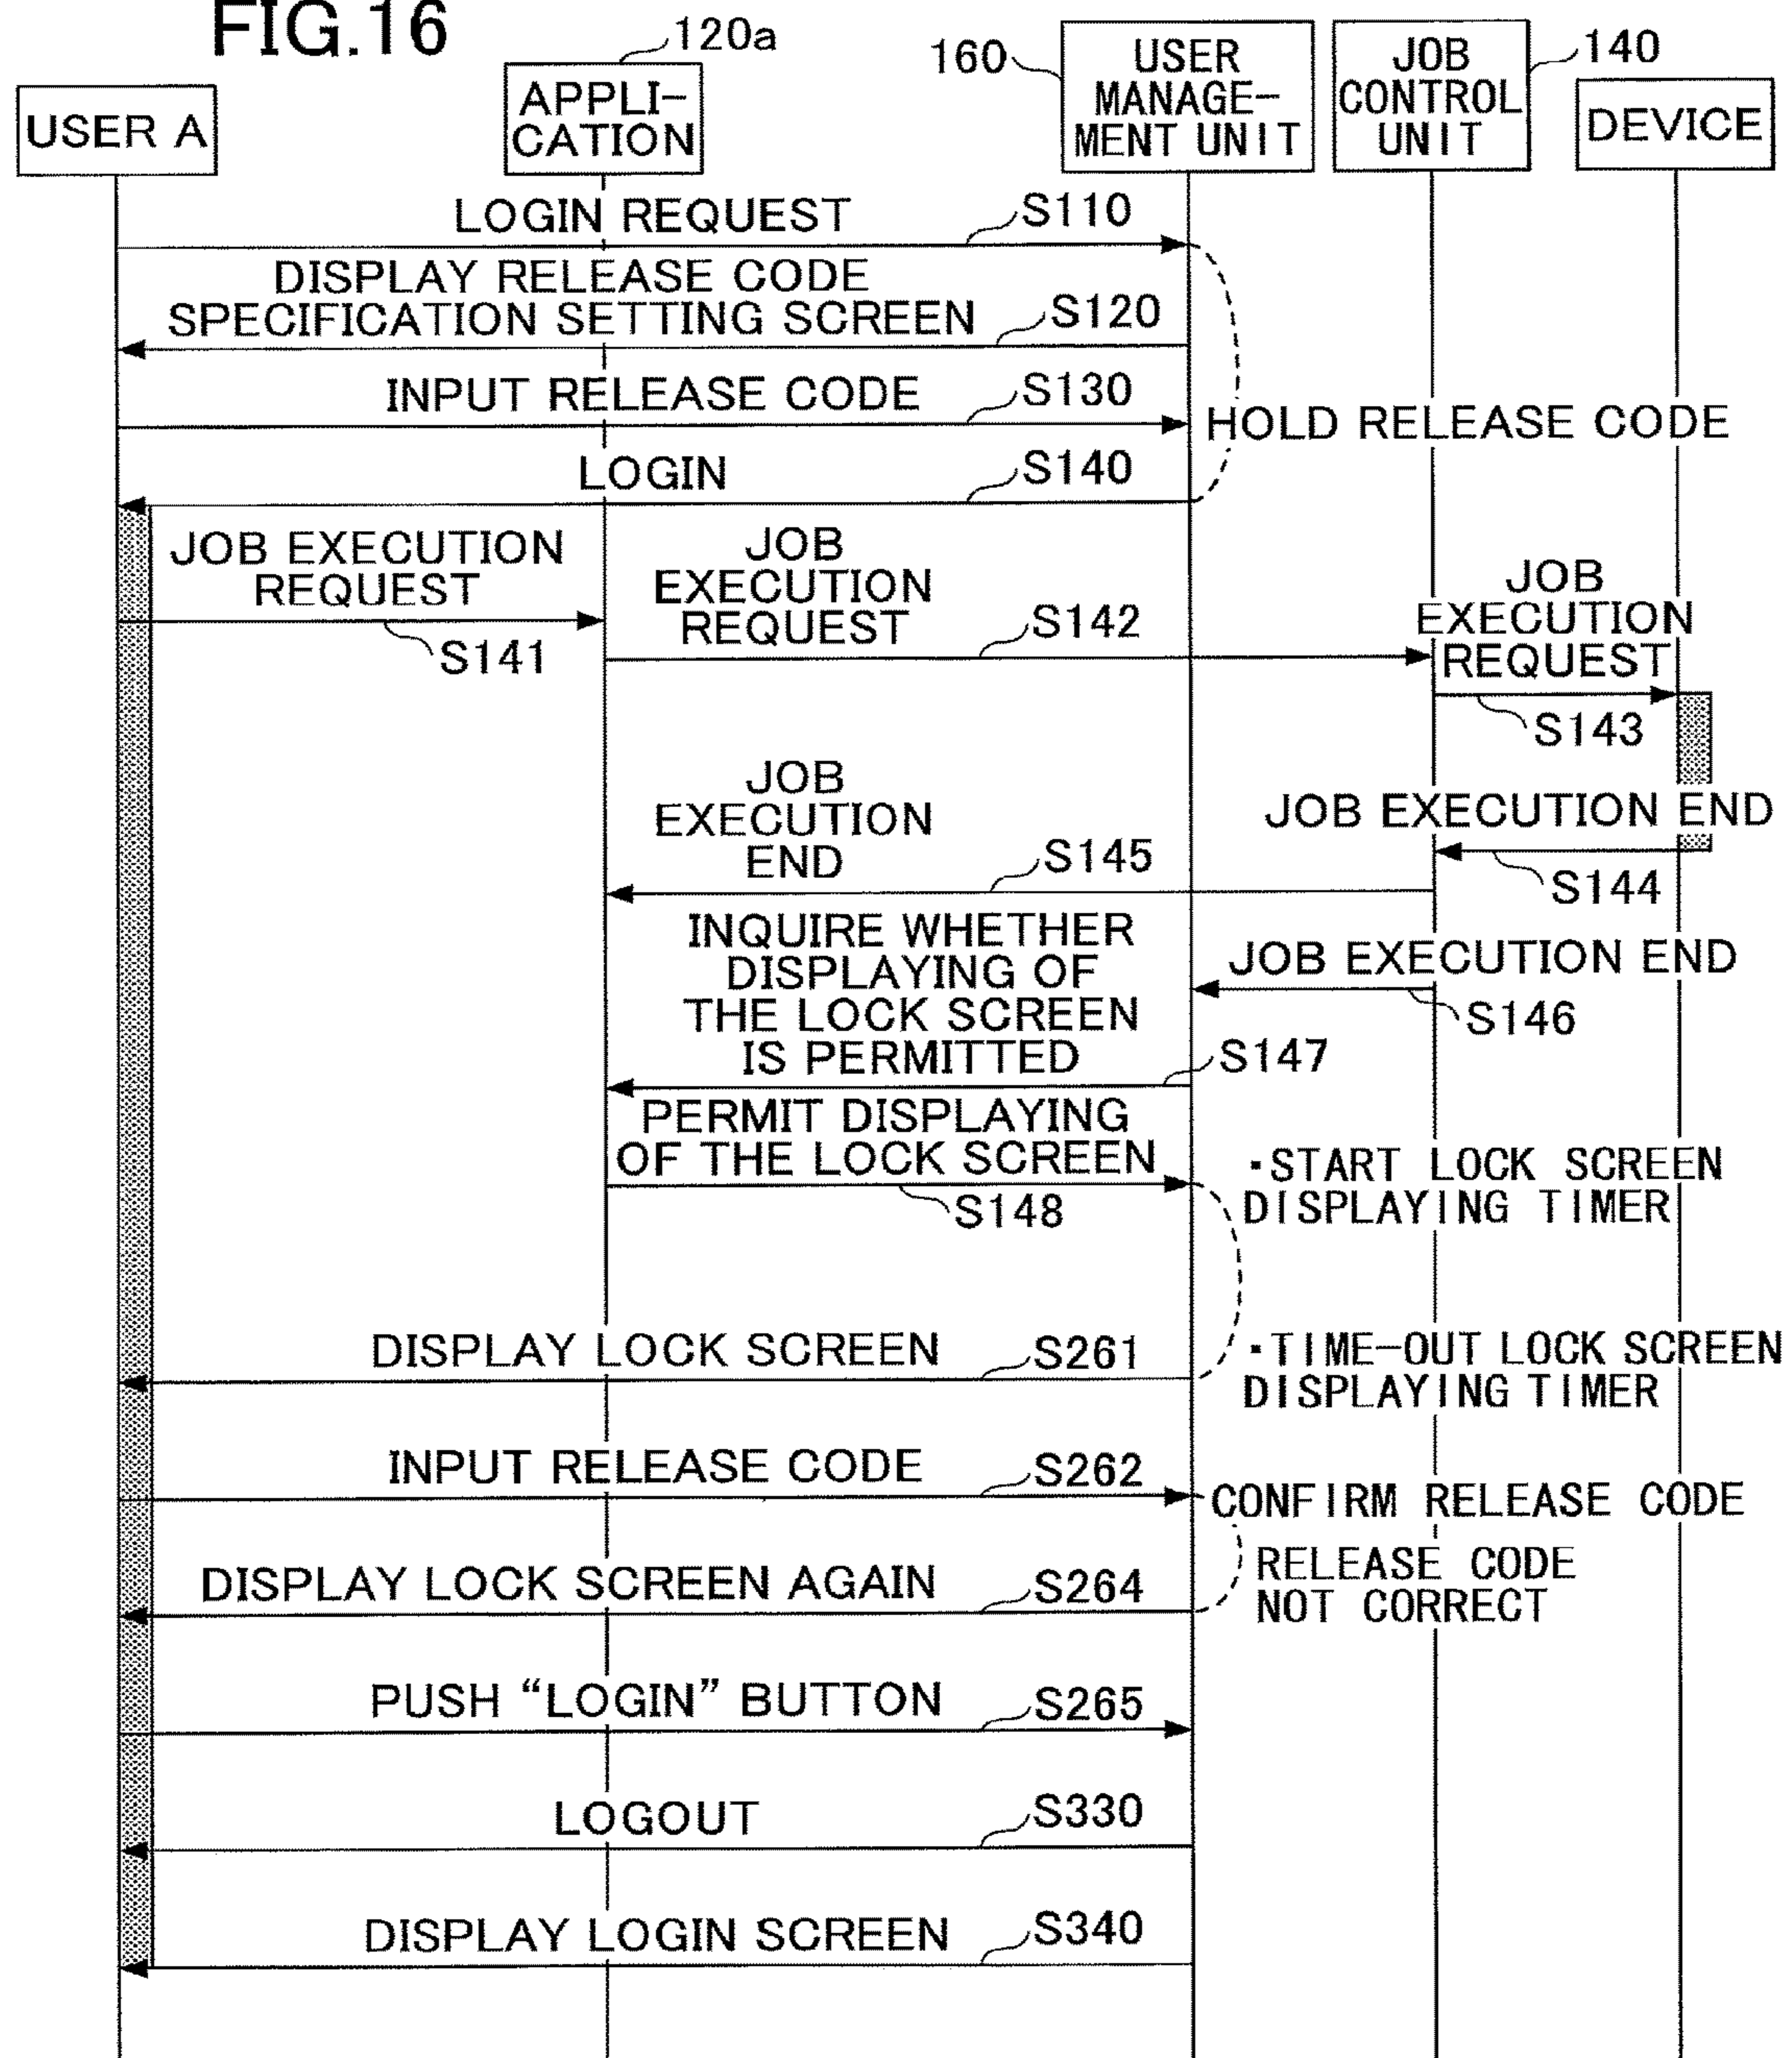 FIG.16
120a
160
140
USER A
APPLI-
CATION
USER
MANAGE-
MENT UNIT
JOB
CONTROL
UNIT
DEVICE
LOGIN REQUEST
S110
DISPLAY RELEASE CODE
SPECIFICATION SETTING SCREEN
S120
INPUT RELEASE CODE
S130
HOLD RELEASE CODE
LOGIN
S140
JOB EXECUTION
REQUEST
S141
JOB
EXECUTION
REQUEST
S142
JOB
EXECUTION
REQUEST
S143
JOB EXECUTION END
S144
JOB
EXECUTION
END
S145
JOB EXECUTION END
S146
INQUIRE WHETHER
DISPLAYING OF
THE LOCK SCREEN
IS PERMITTED
S147
PERMIT DISPLAYING
OF THE LOCK SCREEN
S148
・START LOCK SCREEN
DISPLAYING TIMER
DISPLAY LOCK SCREEN
S261
・TIME-OUT LOCK SCREEN
DISPLAYING TIMER
INPUT RELEASE CODE
S262
CONFIRM RELEASE CODE
RELEASE CODE
NOT CORRECT
DISPLAY LOCK SCREEN AGAIN
S264
PUSH “LOGIN” BUTTON
S265
LOGOUT
S330
DISPLAY LOGIN SCREEN
S340